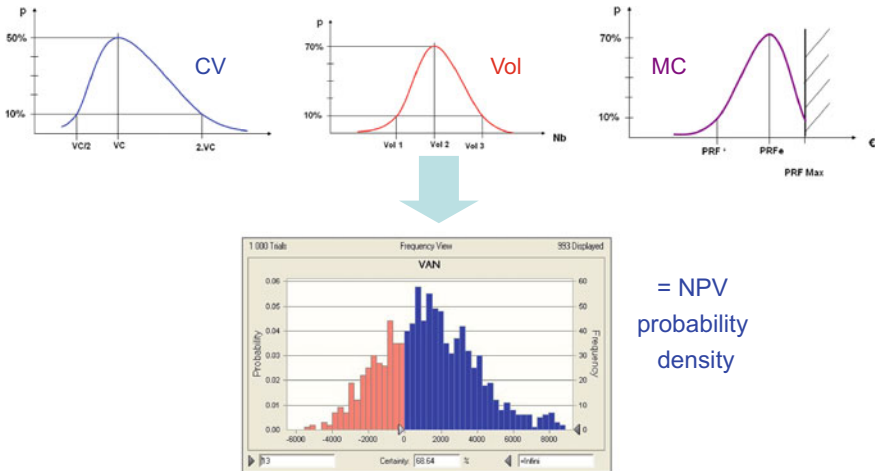 p
50%
10%
VC/2 VC 2.VC
CV
p
70%
10%
Vol 1 Vol 2 Vol 3
Nb
Vol
p
70%
10%
PRF PRFe
€
PRF Max
MC
1 000 Trials Frequency View 993 Displayed
VAN
Probability
0.06
0.05
0.04
0.03
0.02
0.01
0.00
60
50
40
30
20
10
0
Frequency
-6000 -4000 -2000 0 2000 4000 6000 8000
Certainty: 68.64 % +Infini
= NPV
probability
density